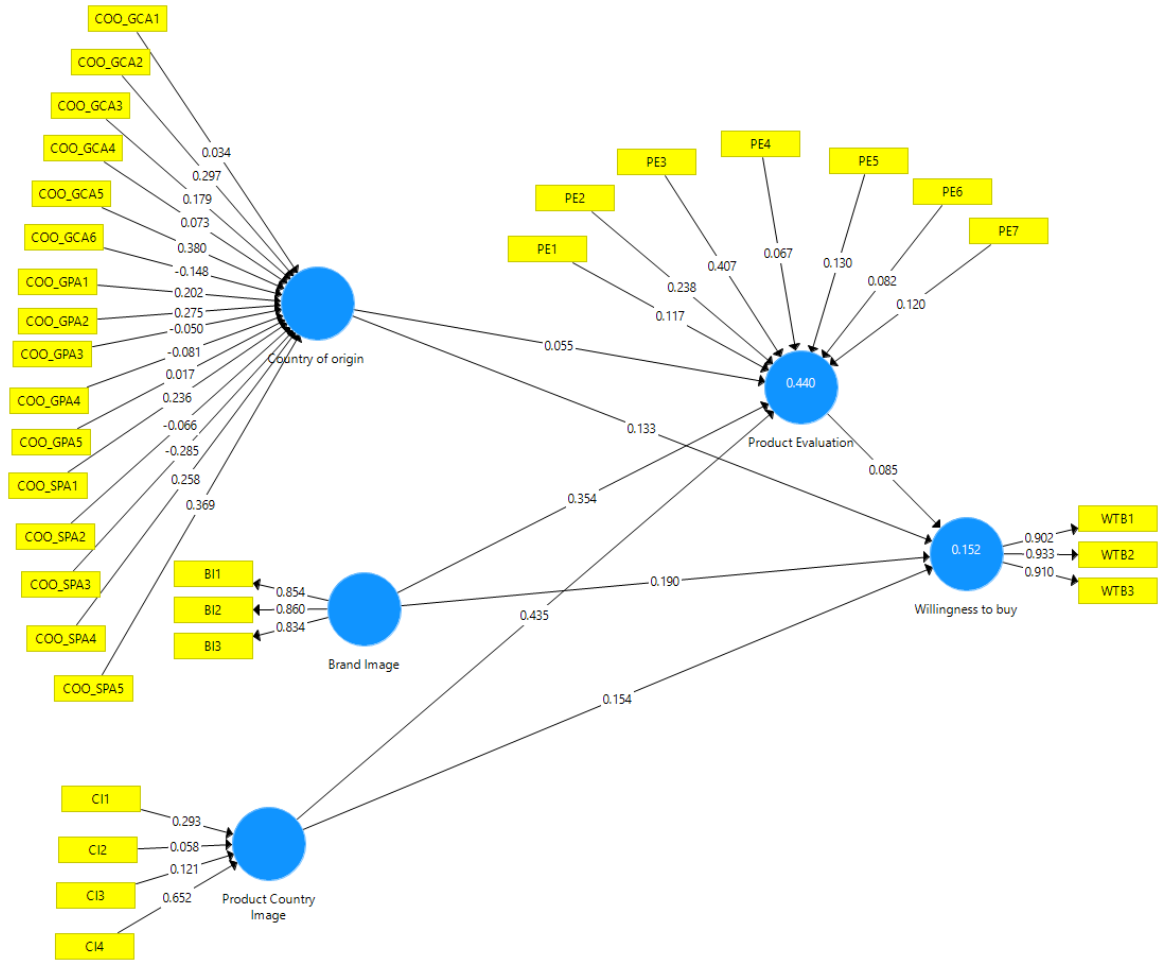 COO_GCA1
COO_GCA2
COO_GCA3
COO_GCA4
COO_GCA5
COO_GCA6
COO_GPA1
COO_GPA2
COO_GPA3
COO_GPA4
COO_GPA5
COO_SPA1
COO_SPA2
COO_SPA3
COO_SPA4
COO_SPA5
0.034
0.297
0.179
0.073
0.380
-0.148
0.202
0.275
-0.050
-0.081
0.017
0.236
-0.066
-0.285
0.258
0.369
Country of origin
PE1
PE2
PE3
PE4
PE5
PE6
PE7
0.117
0.238
0.407
0.067
0.130
0.082
0.120
0.440
Product Evaluation
0.055
0.133
0.354
0.085
0.190
0.435
0.154
BI1
BI2
BI3
0.854
0.860
0.834
Brand Image
0.152
Willingness to buy
0.902
0.933
0.910
WTB1
WTB2
WTB3
CI1
CI2
CI3
CI4
0.293
0.058
0.121
0.652
Product Country
Image